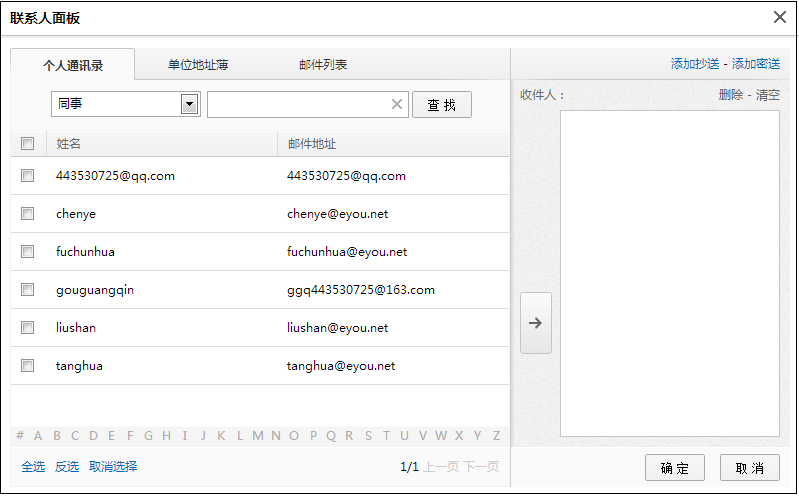 联系人面板
个人通讯录 单位地址薄 邮件列表
添加抄送 - 添加密送
同事 查 找
收件人： 删除 - 清空
姓名 邮件地址
443530725@qq.com 443530725@qq.com
chenye chenye@eyou.net
fuchunhua fuchunhua@eyou.net
gouguangqin ggq443530725@163.com
liushan liushan@eyou.net
tanghua tanghua@eyou.net
# A B C D E F G H I J K L M N O P Q R S T U V W X Y Z
全选 反选 取消选择 1/1 上一页 下一页
确 定 取 消